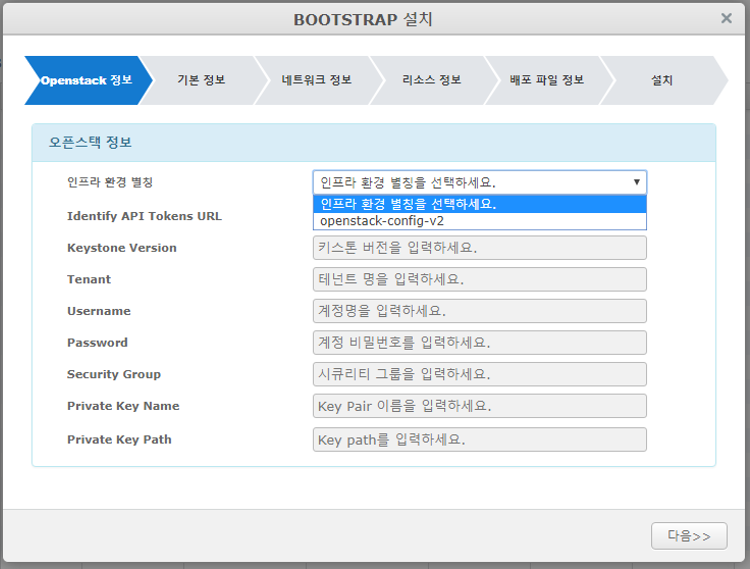 BOOTSTRAP 설치
×
Openstack 정보
기본 정보
네트워크 정보
리소스 정보
배포 파일 정보
설치
오픈스택 정보
인프라 환경 별칭
인프라 환경 별칭을 선택하세요.
인프라 환경 별칭을 선택하세요.
openstack-config-v2
Identify API Tokens URL
Keystone Version
키스톤 버전을 입력하세요.
Tenant
테넌트 명을 입력하세요.
Username
계정명을 입력하세요.
Password
계정 비밀번호를 입력하세요.
Security Group
시큐리티 그룹을 입력하세요.
Private Key Name
Key Pair 이름을 입력하세요.
Private Key Path
Key path를 입력하세요.
다음>>